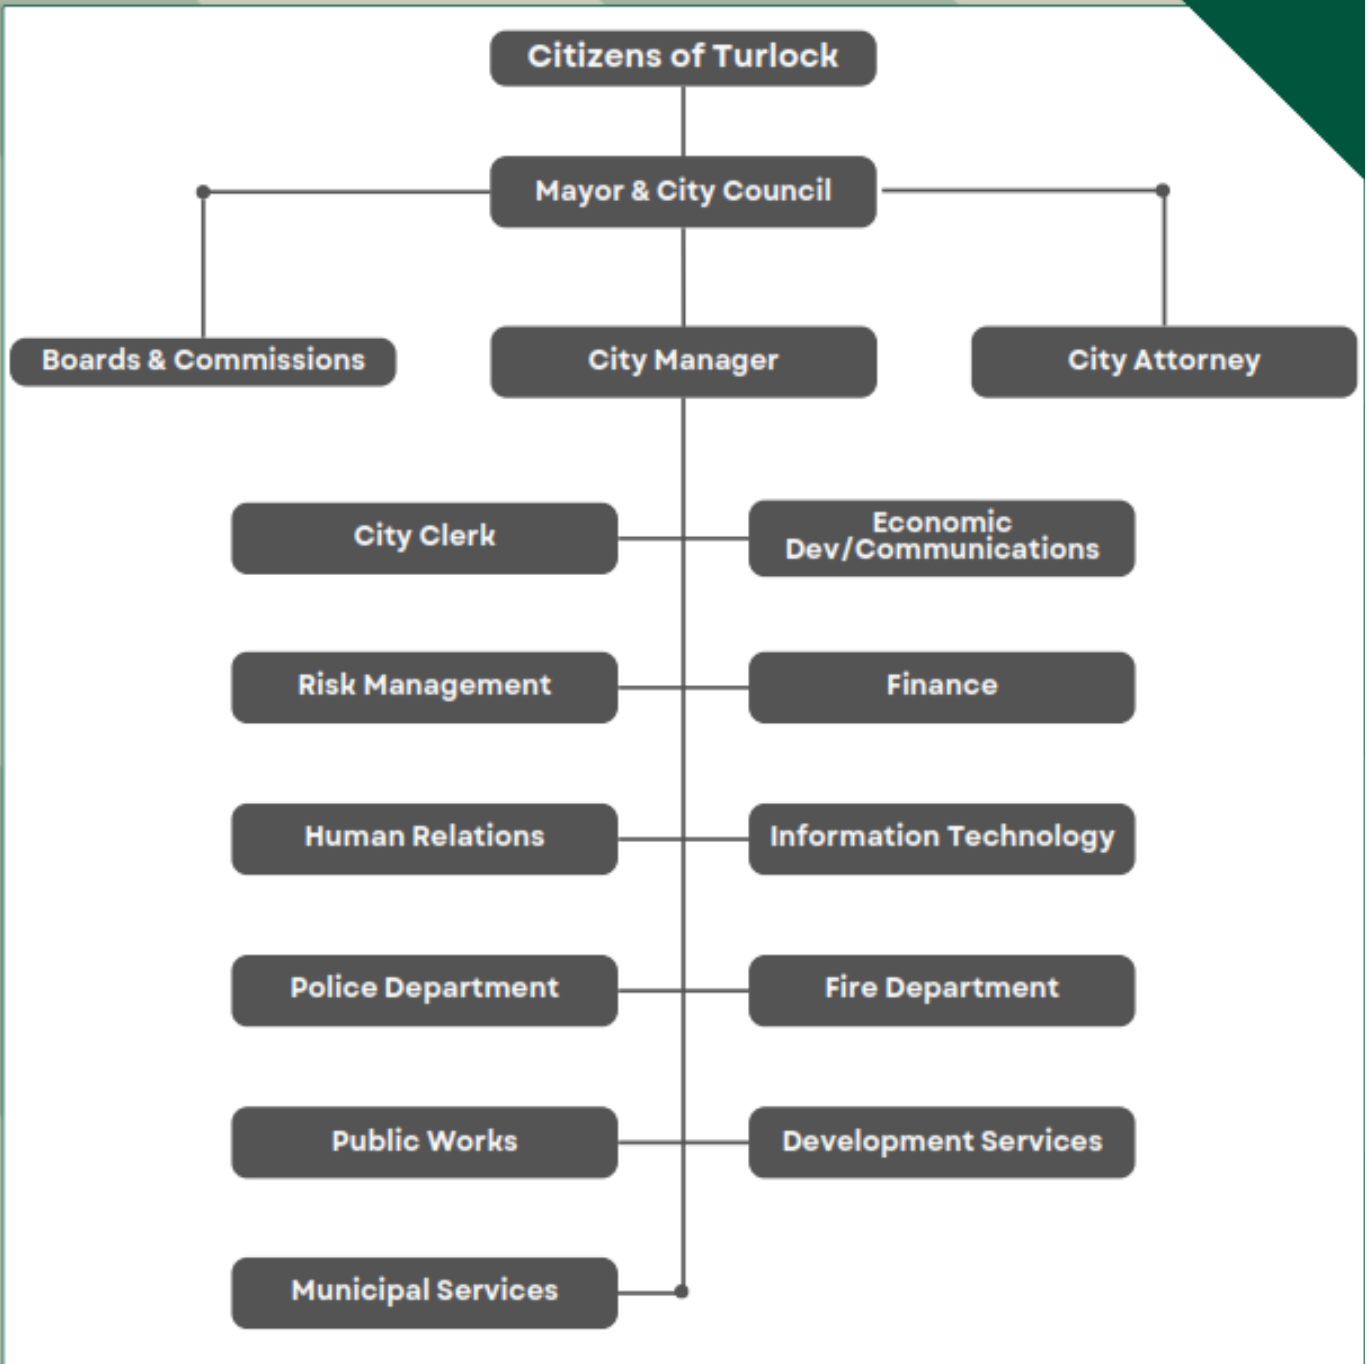 Citizens of Turlock
Mayor & City Council
Boards & Commissions
City Manager
City Attorney
City Clerk
Economic
Dev/Communications
Risk Management
Finance
Human Relations
Information Technology
Police Department
Fire Department
Public Works
Development Services
Municipal Services